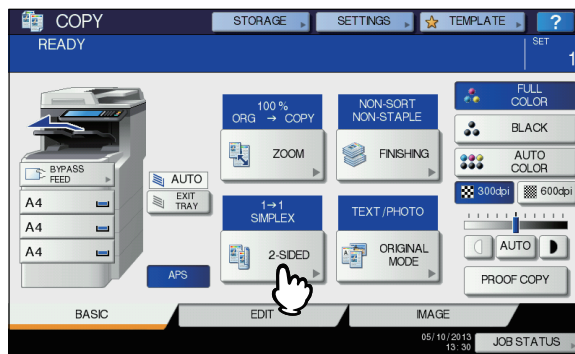 COPY
STORAGE
SETTINGS
TEMPLATE
?
READY
SET
1
100 %
ORG → COPY
ZOOM
NON-SORT
NON-STAPLE
FINISHING
FULL
COLOR
BLACK
AUTO
COLOR
300dpi
600dpi
BYPASS
FEED
A4
A4
A4
AUTO
EXIT
TRAY
APS
1→1
SIMPLEX
2-SIDED
TEXT/PHOTO
ORIGINAL
MODE
AUTO
PROOF COPY
BASIC
EDIT
IMAGE
05/10/2013
13:30
JOB STATUS